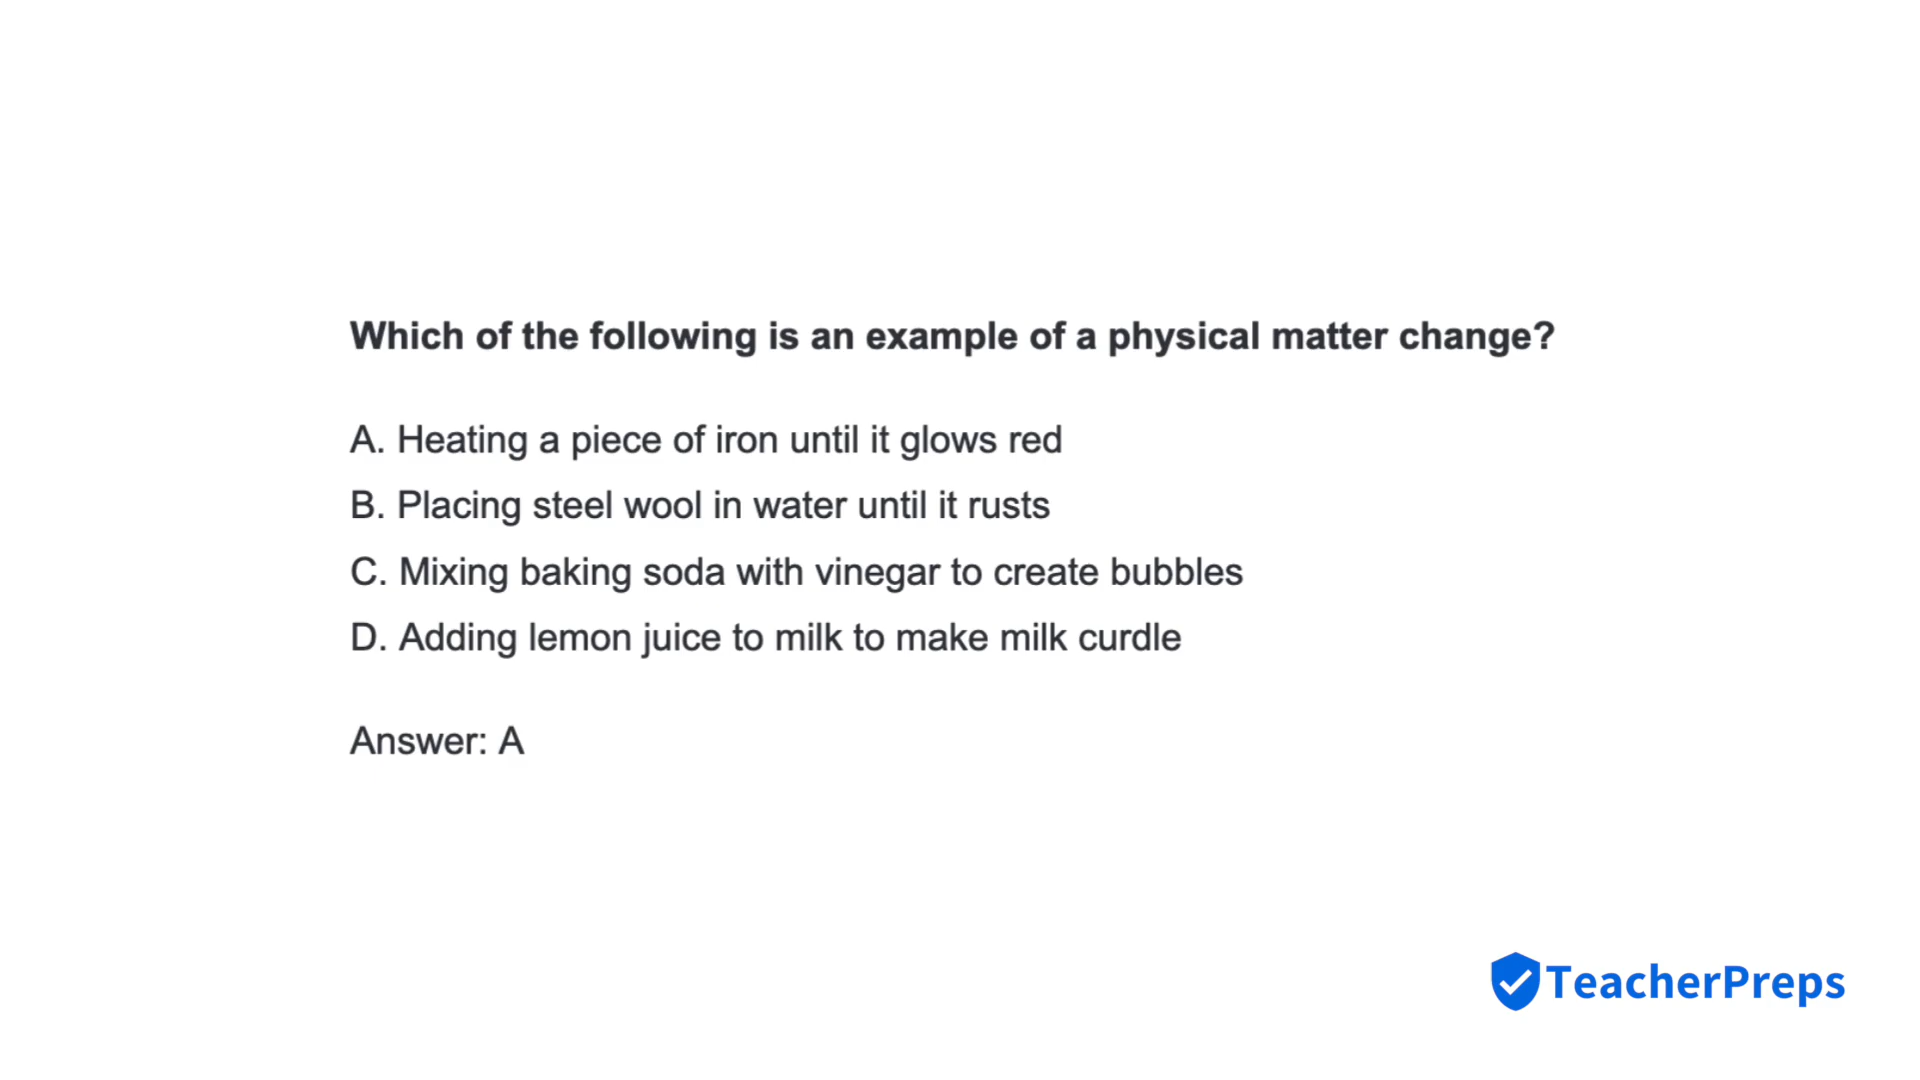 Which of the following is an example of a physical matter change?
A. Heating a piece of iron until it glows red
B. Placing steel wool in water until it rusts
C. Mixing baking soda with vinegar to create bubbles
D. Adding lemon juice to milk to make milk curdle
Answer: A
TeacherPreps